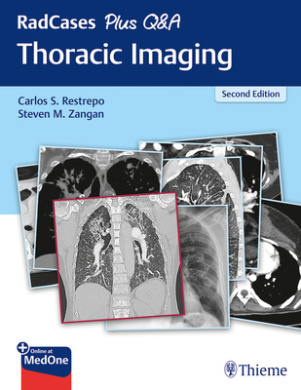 RadCases Plus Q&A
Thoracic Imaging
Second Edition
Carlos S. Restrepo
Steven M. Zangan
+ Online at
MedOne
Thieme